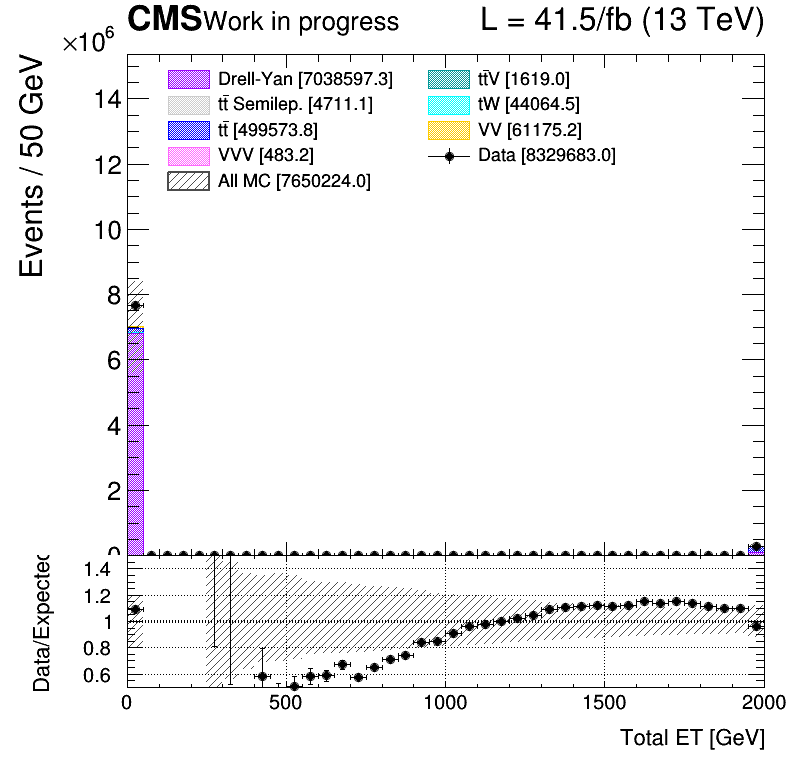 CMS Work in progress L = 41.5/fb (13 TeV)
×10⁶
Events / 50 GeV
14
12
10
8
6
4
2
0
Drell-Yan [7038597.3]
tt̄ Semilep. [4711.1]
tt̄ [499573.8]
VVV [483.2]
All MC [7650224.0]
tt̄V [1619.0]
tW [44064.5]
VV [61175.2]
Data [8329683.0]
Data/Expected
1.4
1.2
1
0.8
0.6
0 500 1000 1500 2000
Total ET [GeV]